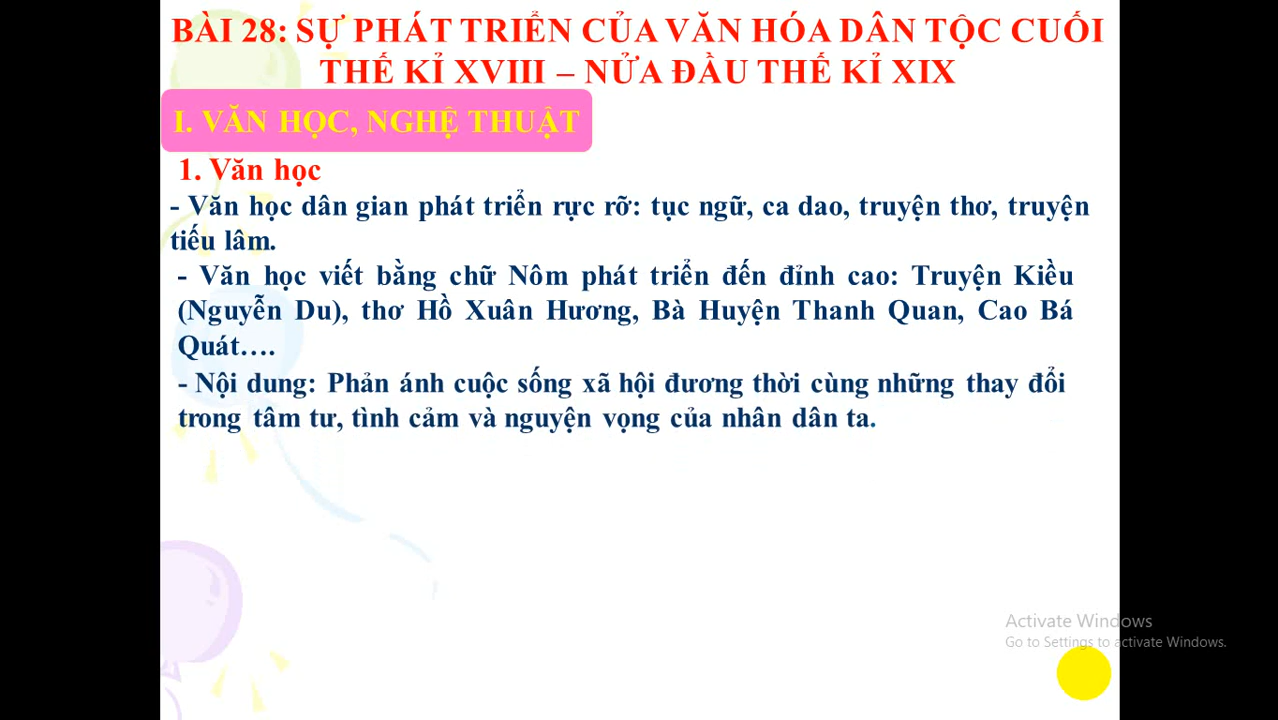 BÀI 28: SỰ PHÁT TRIỂN CỦA VĂN HÓA DÂN TỘC CUỐI
THẾ KỈ XVIII – NỬA ĐẦU THẾ KỈ XIX
I. VĂN HỌC, NGHỆ THUẬT
1. Văn học
- Văn học dân gian phát triển rực rỡ: tục ngữ, ca dao, truyện thơ, truyện
tiếu lâm.
- Văn học viết bằng chữ Nôm phát triển đến đỉnh cao: Truyện Kiều
(Nguyễn Du), thơ Hồ Xuân Hương, Bà Huyện Thanh Quan, Cao Bá
Quát….
- Nội dung: Phản ánh cuộc sống xã hội đương thời cùng những thay đổi
trong tâm tư, tình cảm và nguyện vọng của nhân dân ta.
Activate Windows
Go to Settings to activate Windows.